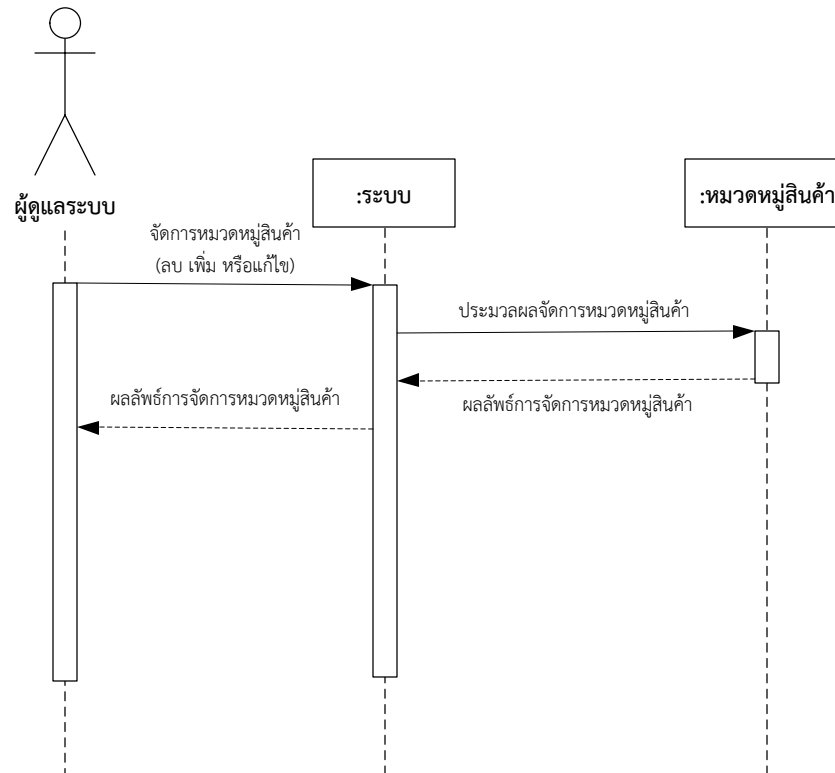 ผู้ดูแลระบบ
:ระบบ
:หมวดหมู่สินค้า
จัดการหมวดหมู่สินค้า
(ลบ เพิ่ม หรือแก้ไข)
ประมวลผลจัดการหมวดหมู่สินค้า
ผลลัพธ์การจัดการหมวดหมู่สินค้า
ผลลัพธ์การจัดการหมวดหมู่สินค้า